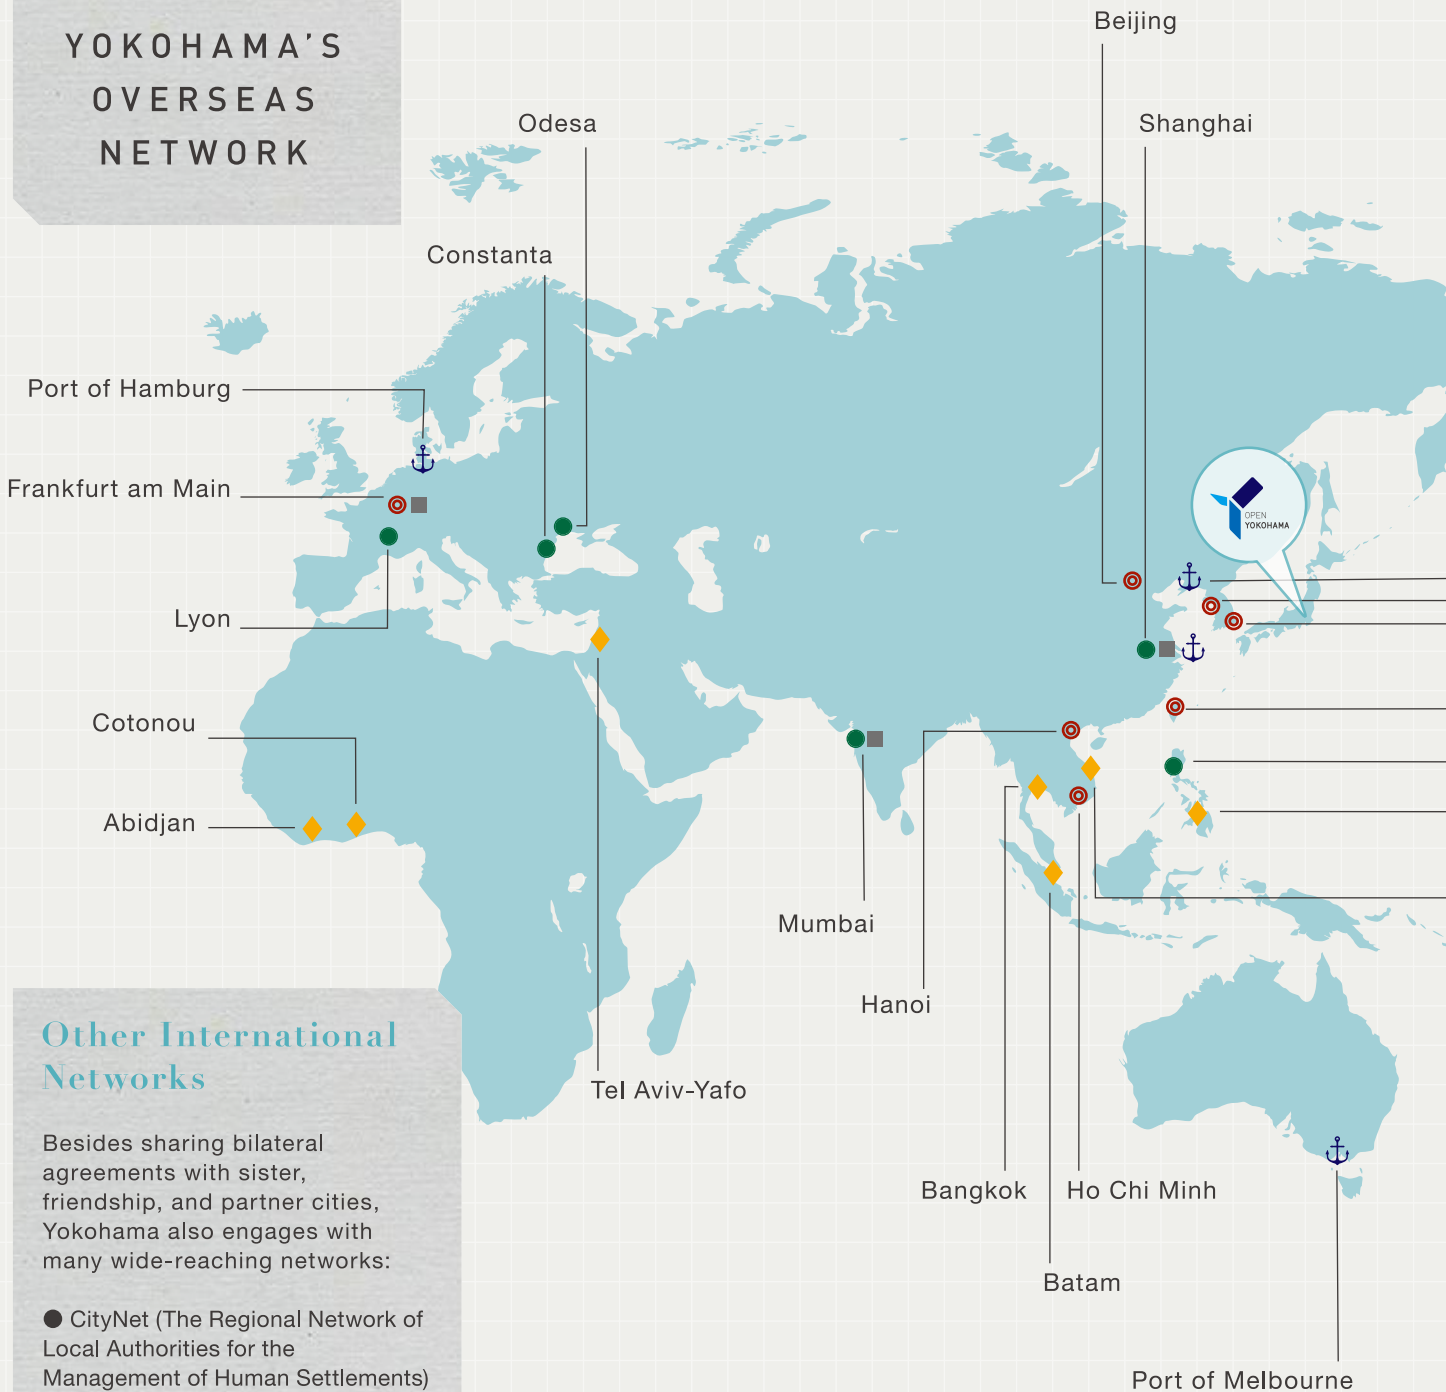 YOKOHAMA’S
OVERSEAS
NETWORK
Beijing
Shanghai
Odesa
Constanta
Port of Hamburg
Frankfurt am Main
OPEN
YOKOHAMA
Lyon
Cotonou
Abidjan
Mumbai
Hanoi
Tel Aviv-Yafo
Bangkok
Ho Chi Minh
Batam
Port of Melbourne
Other International
Networks
Besides sharing bilateral
agreements with sister,
friendship, and partner cities,
Yokohama also engages with
many wide-reaching networks:
● CityNet (The Regional Network of
Local Authorities for the
Management of Human Settlements)